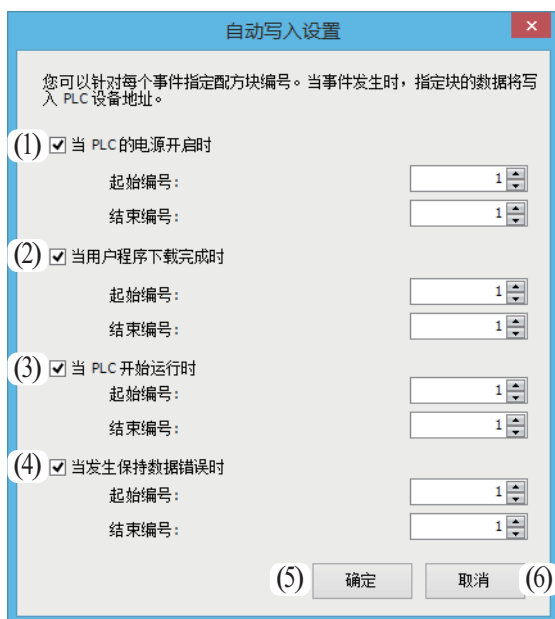 自动写入设置
×
您可以针对每个事件指定配方块编号。当事件发生时，指定块的数据将写
入 PLC 设备地址。
(1) 当 PLC 的电源开启时
起始编号: 1
结束编号: 1
(2) 当用户程序下载完成时
起始编号: 1
结束编号: 1
(3) 当 PLC 开始运行时
起始编号: 1
结束编号: 1
(4) 当发生保持数据错误时
起始编号: 1
结束编号: 1
(5) 确定 取消 (6)